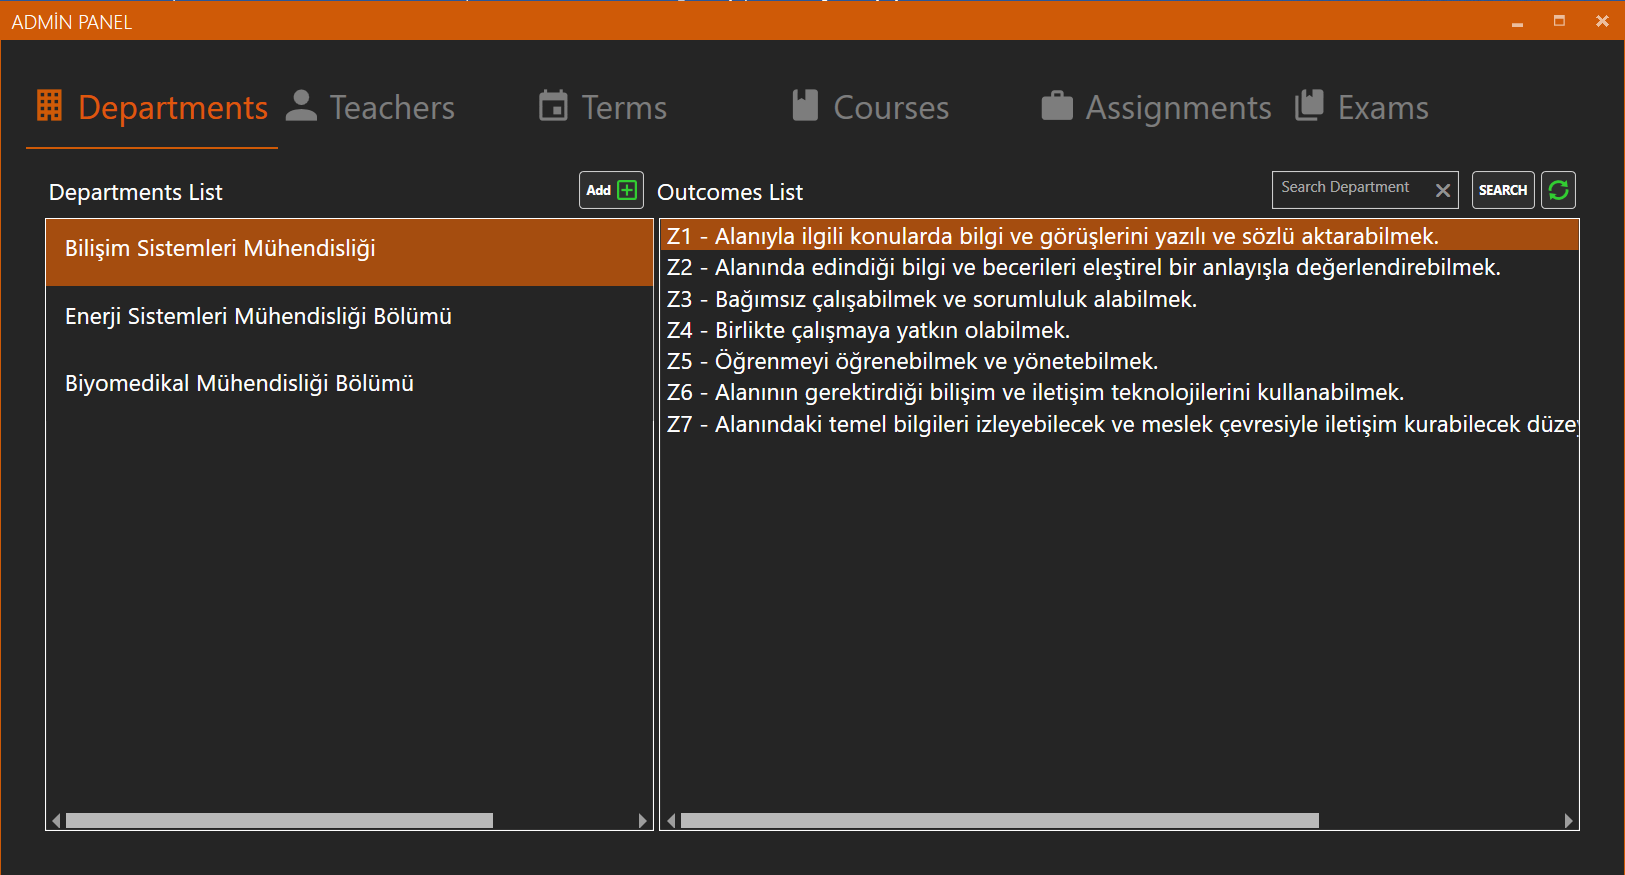 ADMİN PANEL
Departments
Teachers
Terms
Courses
Assignments
Exams
Departments List
Add
Outcomes List
Search Department
SEARCH
Bilişim Sistemleri Mühendisliği
Enerji Sistemleri Mühendisliği Bölümü
Biyomedikal Mühendisliği Bölümü
Z1 - Alanıyla ilgili konularda bilgi ve görüşlerini yazılı ve sözlü aktarabilmek.
Z2 - Alanında edindiği bilgi ve becerileri eleştirel bir anlayışla değerlendirebilmek.
Z3 - Bağımsız çalışabilmek ve sorumluluk alabilmek.
Z4 - Birlikte çalışmaya yatkın olabilmek.
Z5 - Öğrenmeyi öğrenebilmek ve yönetebilmek.
Z6 - Alanının gerektirdiği bilişim ve iletişim teknolojilerini kullanabilmek.
Z7 - Alanındaki temel bilgileri izleyebilecek ve meslek çevresiyle iletişim kurabilecek